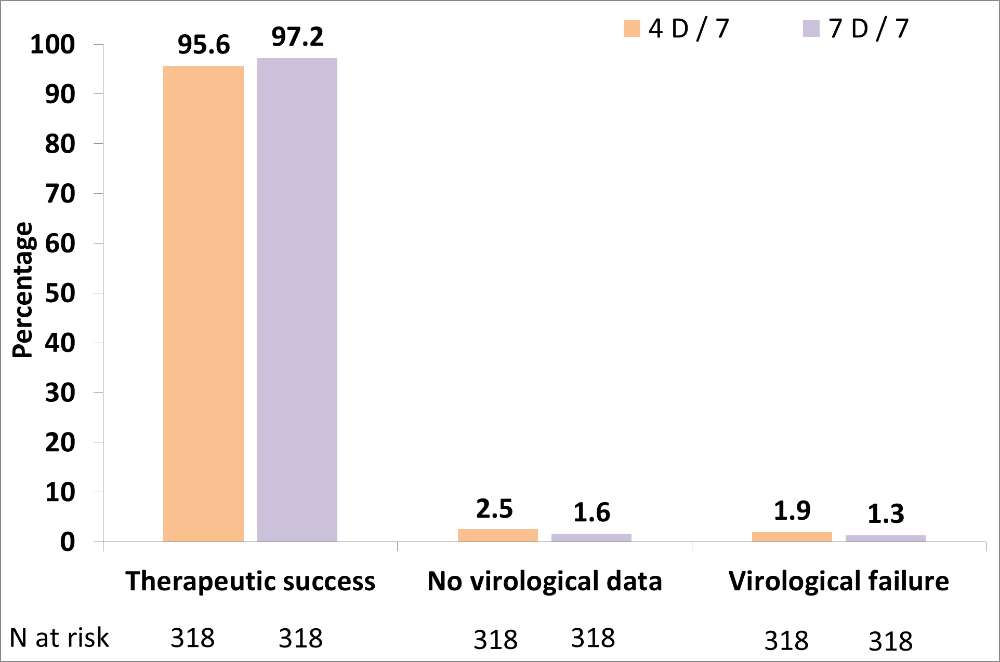 4 D / 7 7 D / 7
95.6 97.2
100
90
80
70
60
50
40
30
20
10
0
Percentage
2.5 1.6 1.9 1.3
Therapeutic success No virological data Virological failure
N at risk 318 318 318 318 318 318